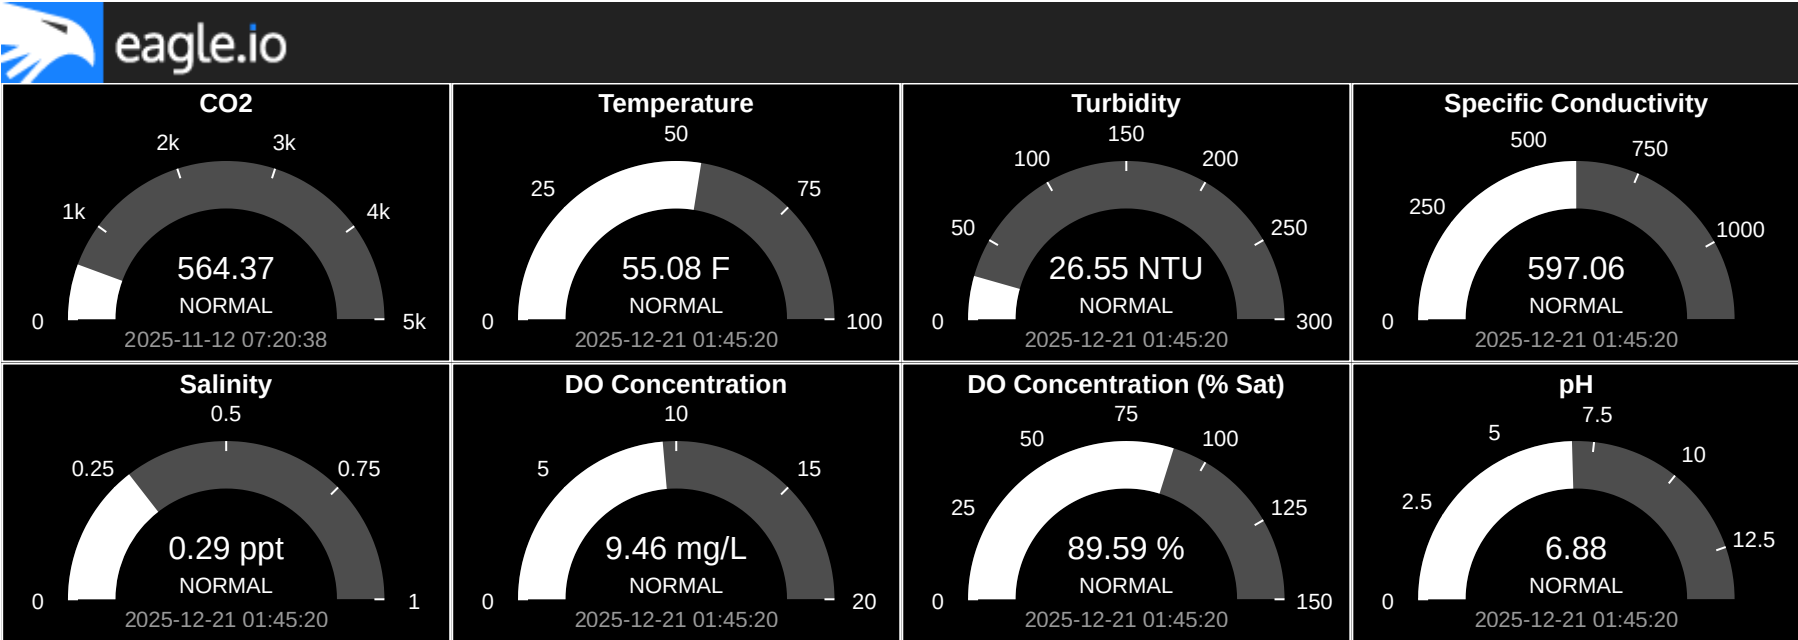 eagle.io
CO2
2k
3k
1k
4k
564.37
NORMAL
0
5k
2025-11-12 07:20:38
Temperature
50
25
75
55.08 F
NORMAL
0
100
2025-12-21 01:45:20
Turbidity
150
100
200
50
250
26.55 NTU
NORMAL
0
300
2025-12-21 01:45:20
Specific Conductivity
500
750
250
1000
597.06
NORMAL
0
2025-12-21 01:45:20
Salinity
0.5
0.25
0.75
0.29 ppt
NORMAL
0
1
2025-12-21 01:45:20
DO Concentration
10
5
15
9.46 mg/L
NORMAL
0
20
2025-12-21 01:45:20
DO Concentration (% Sat)
75
50
100
25
125
89.59 %
NORMAL
0
150
2025-12-21 01:45:20
pH
7.5
5
10
2.5
12.5
6.88
NORMAL
0
2025-12-21 01:45:20